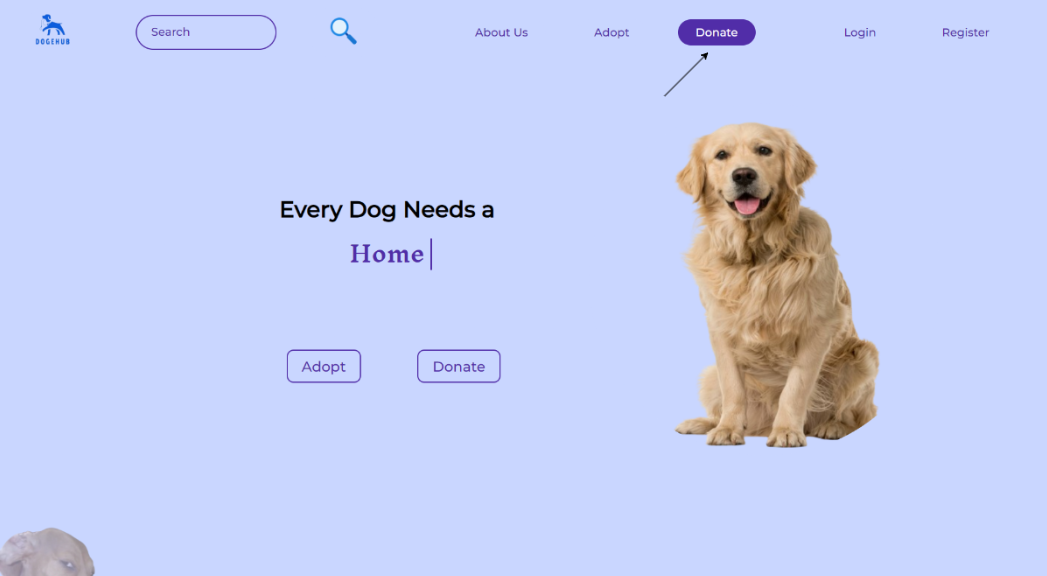 DOGEHUB
Search
About Us
Adopt
Donate
Login
Register
Every Dog Needs a
Home
Adopt
Donate